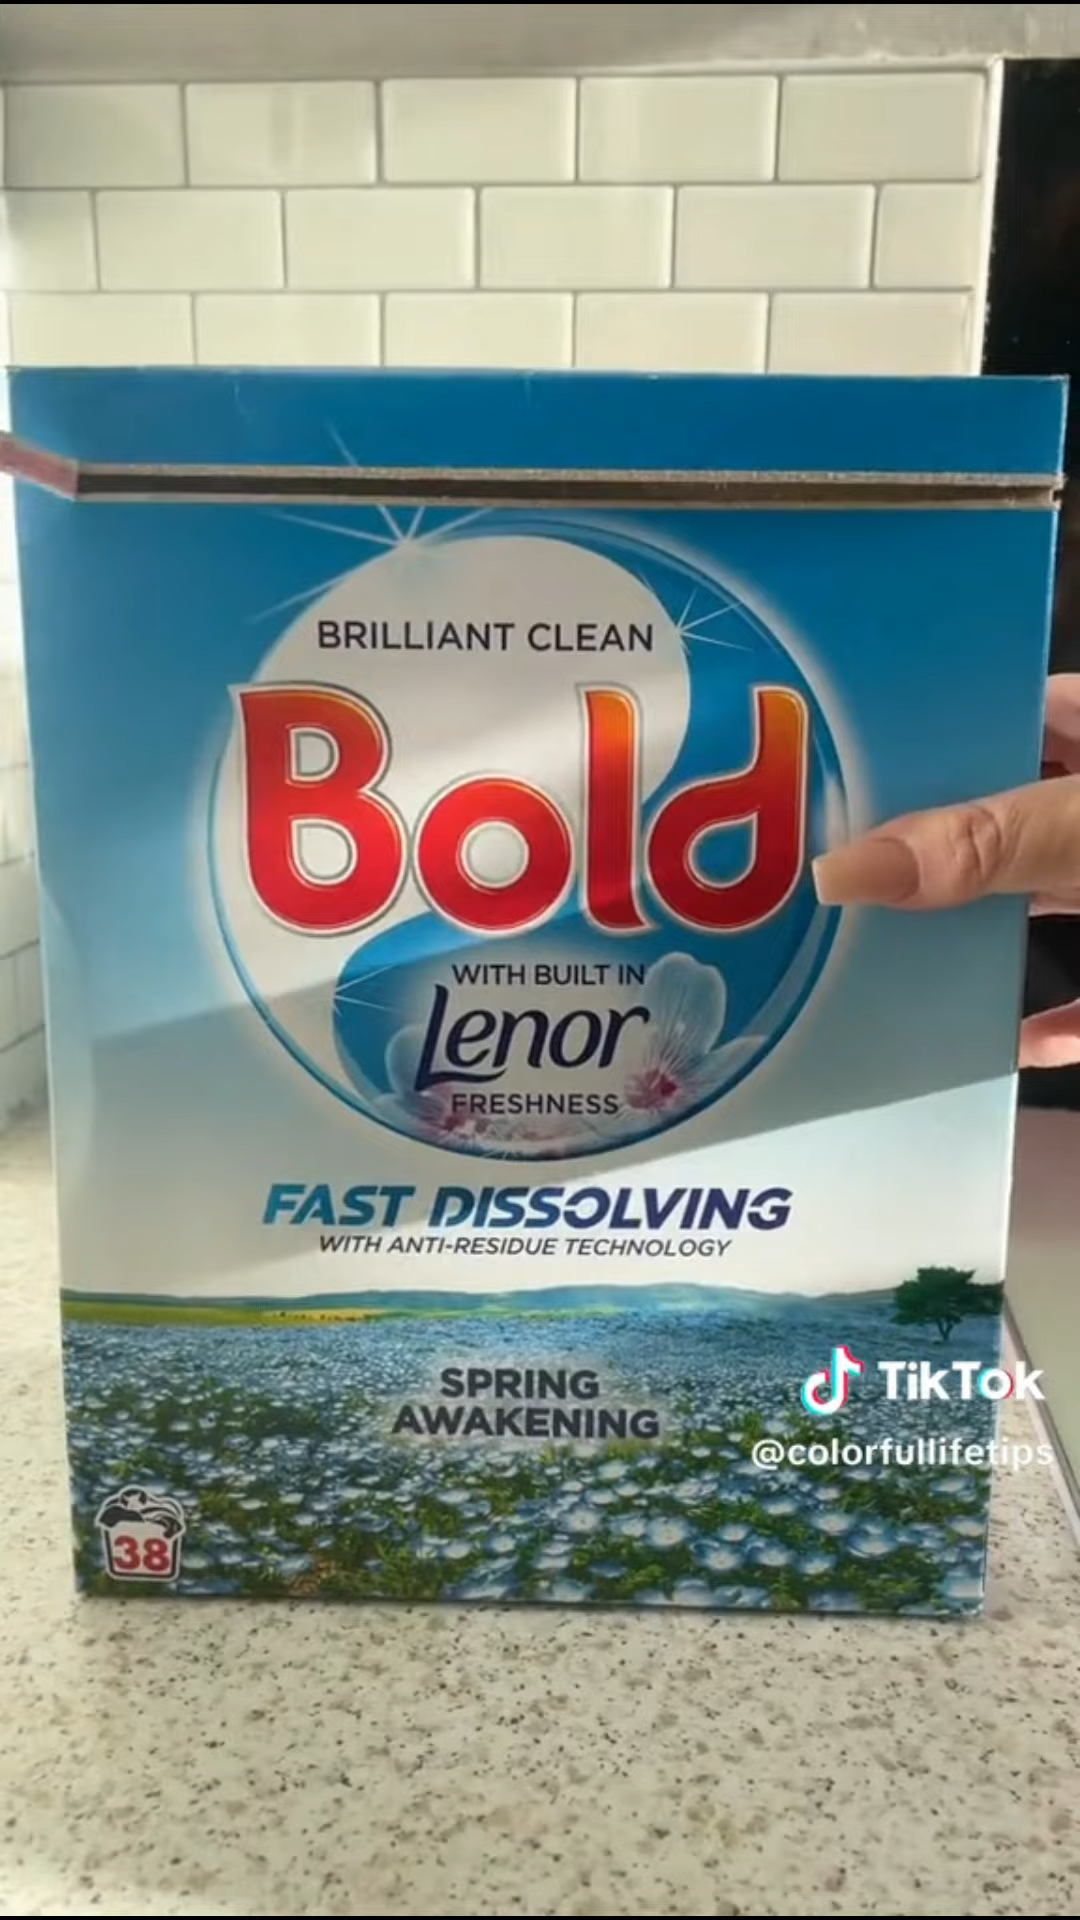 BRILLIANT CLEAN
Bold
WITH BUILT IN
Lenor
FRESHNESS
FAST DISSOLVING
WITH ANTI-RESIDUE TECHNOLOGY
SPRING
AWAKENING
38
TikTok
@colorfullifetips